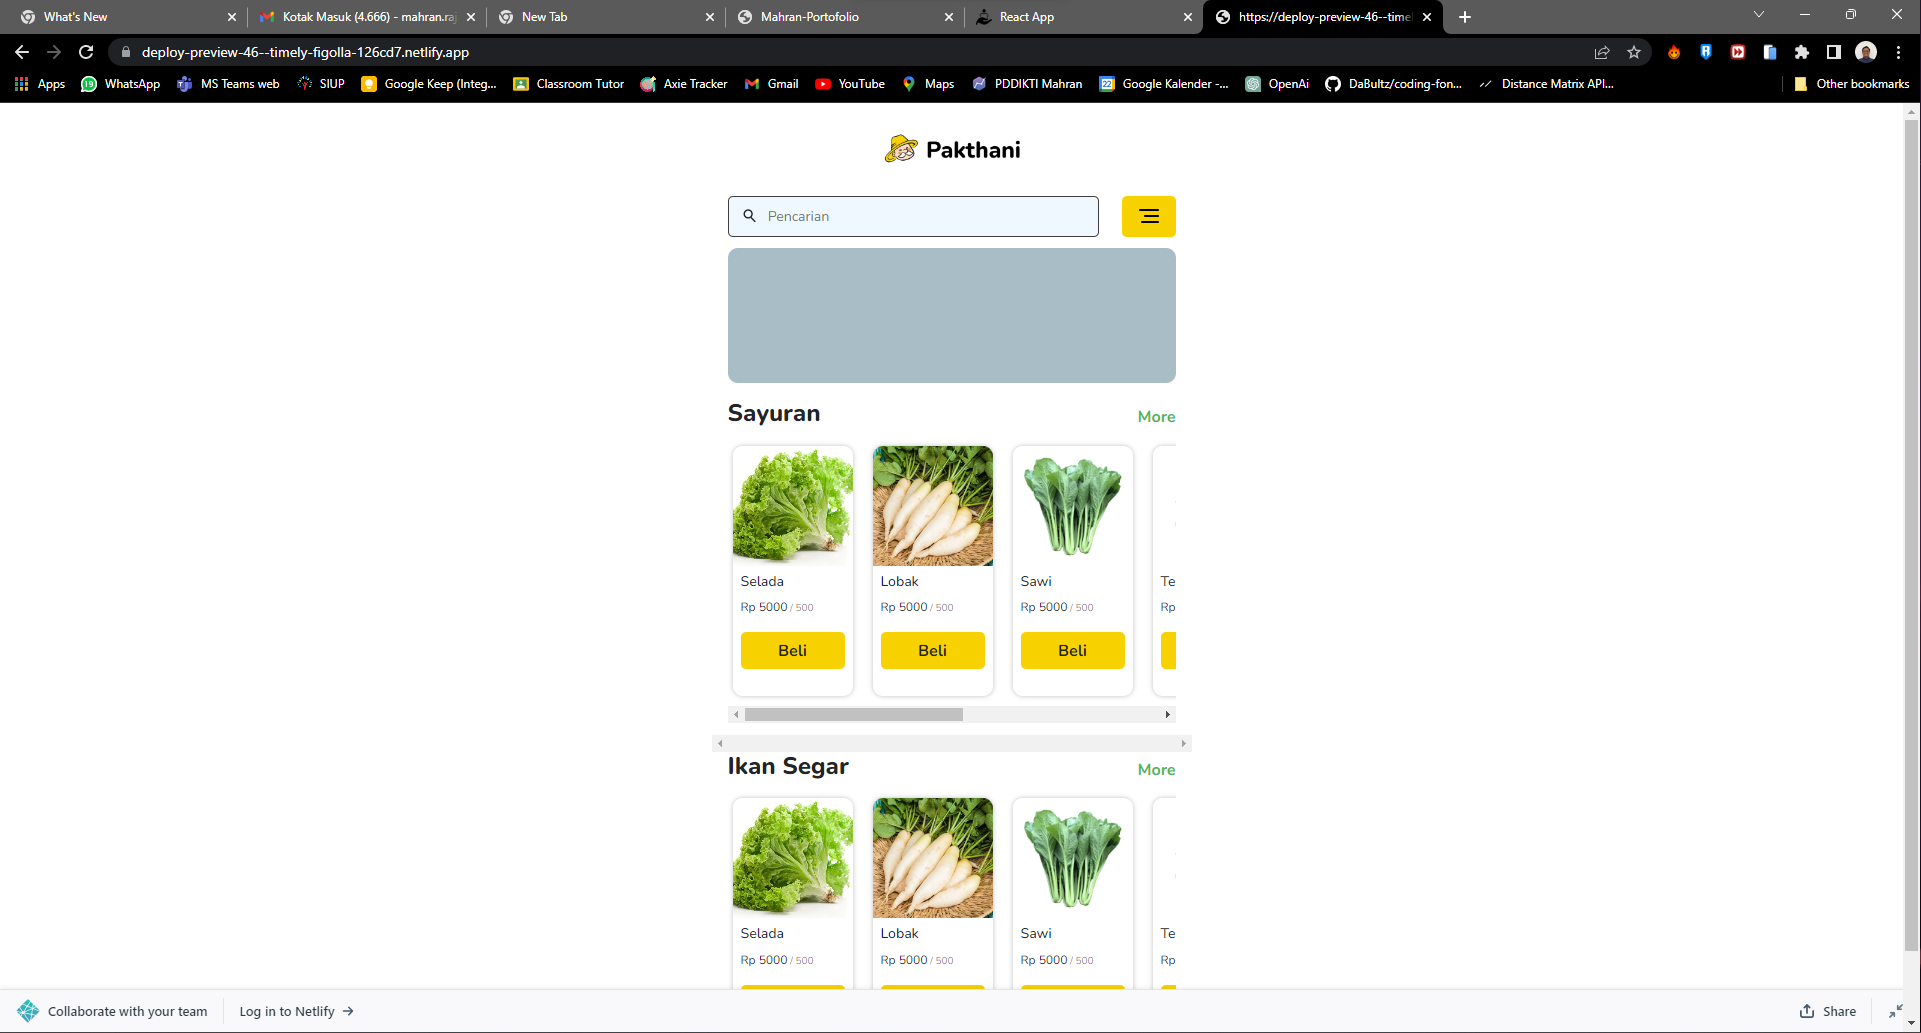 What's New
Kotak Masuk (4.666) - mahran.raj
New Tab
Mahran-Portofolio
React App
https://deploy-preview-46--timel
deploy-preview-46--timely-figolla-126cd7.netlify.app
Apps
19
WhatsApp
MS Teams web
SIUP
Google Keep (Integ...
Classroom Tutor
Axie Tracker
Gmail
YouTube
Maps
PDDIKTI Mahran
22
Google Kalender -...
OpenAi
DaBultz/coding-fon...
Distance Matrix API...
Other bookmarks
Pakthani
Pencarian
Sayuran
More
Selada
Lobak
Sawi
Te
Rp 5000 / 500
Rp 5000 / 500
Rp 5000 / 500
Rp
Beli
Beli
Beli
Ikan Segar
More
Selada
Lobak
Sawi
Te
Rp 5000 / 500
Rp 5000 / 500
Rp 5000 / 500
Rp
Collaborate with your team
Log in to Netlify →
Share